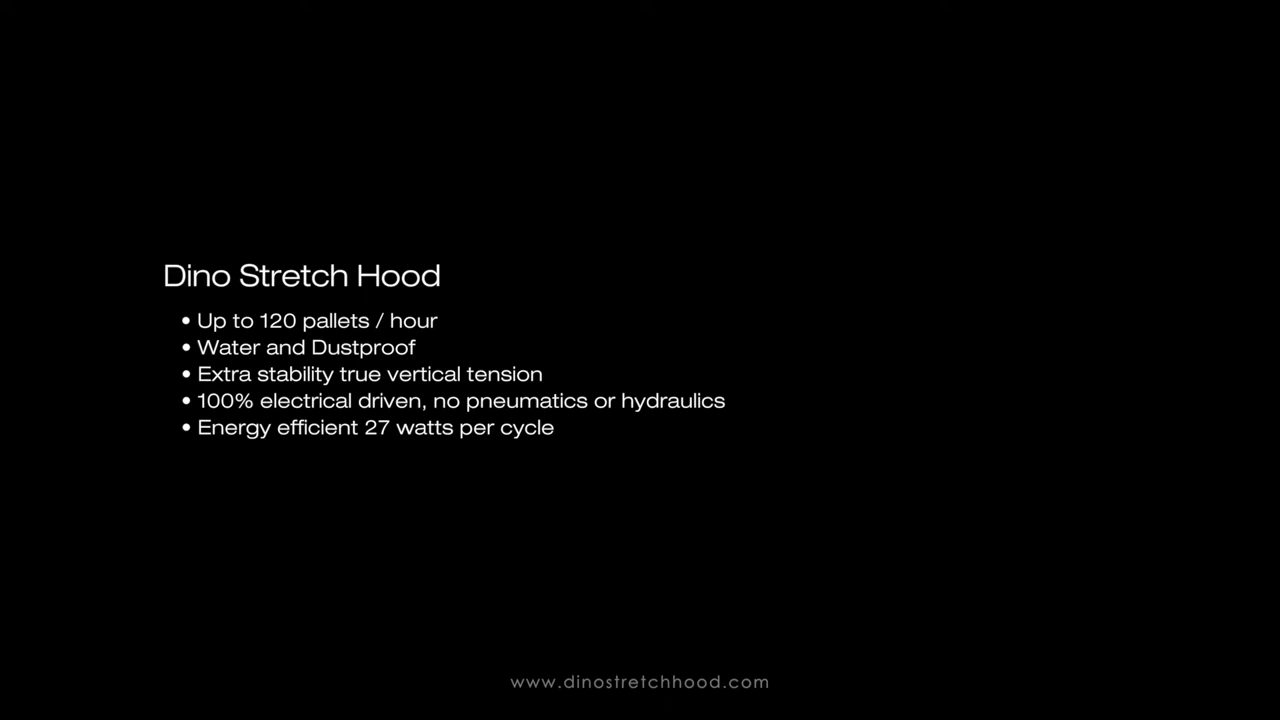 Dino Stretch Hood
• Up to 120 pallets / hour
• Water and Dustproof
• Extra stability true vertical tension
• 100% electrical driven, no pneumatics or hydraulics
• Energy efficient 27 watts per cycle
www.dinostretchhood.com